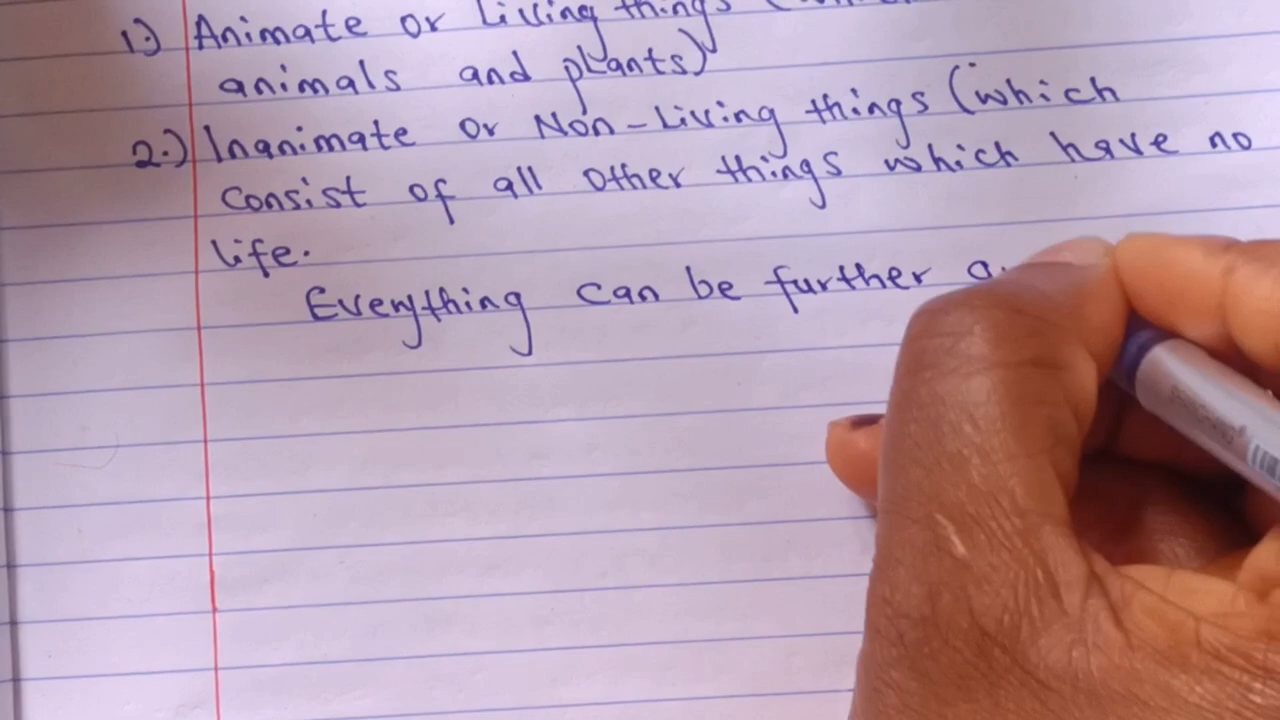 1.) Animate or Living things (
animals and plants)
2.) Inanimate or Non-Living things (which
consist of all other things which have no
life.
Everything can be further